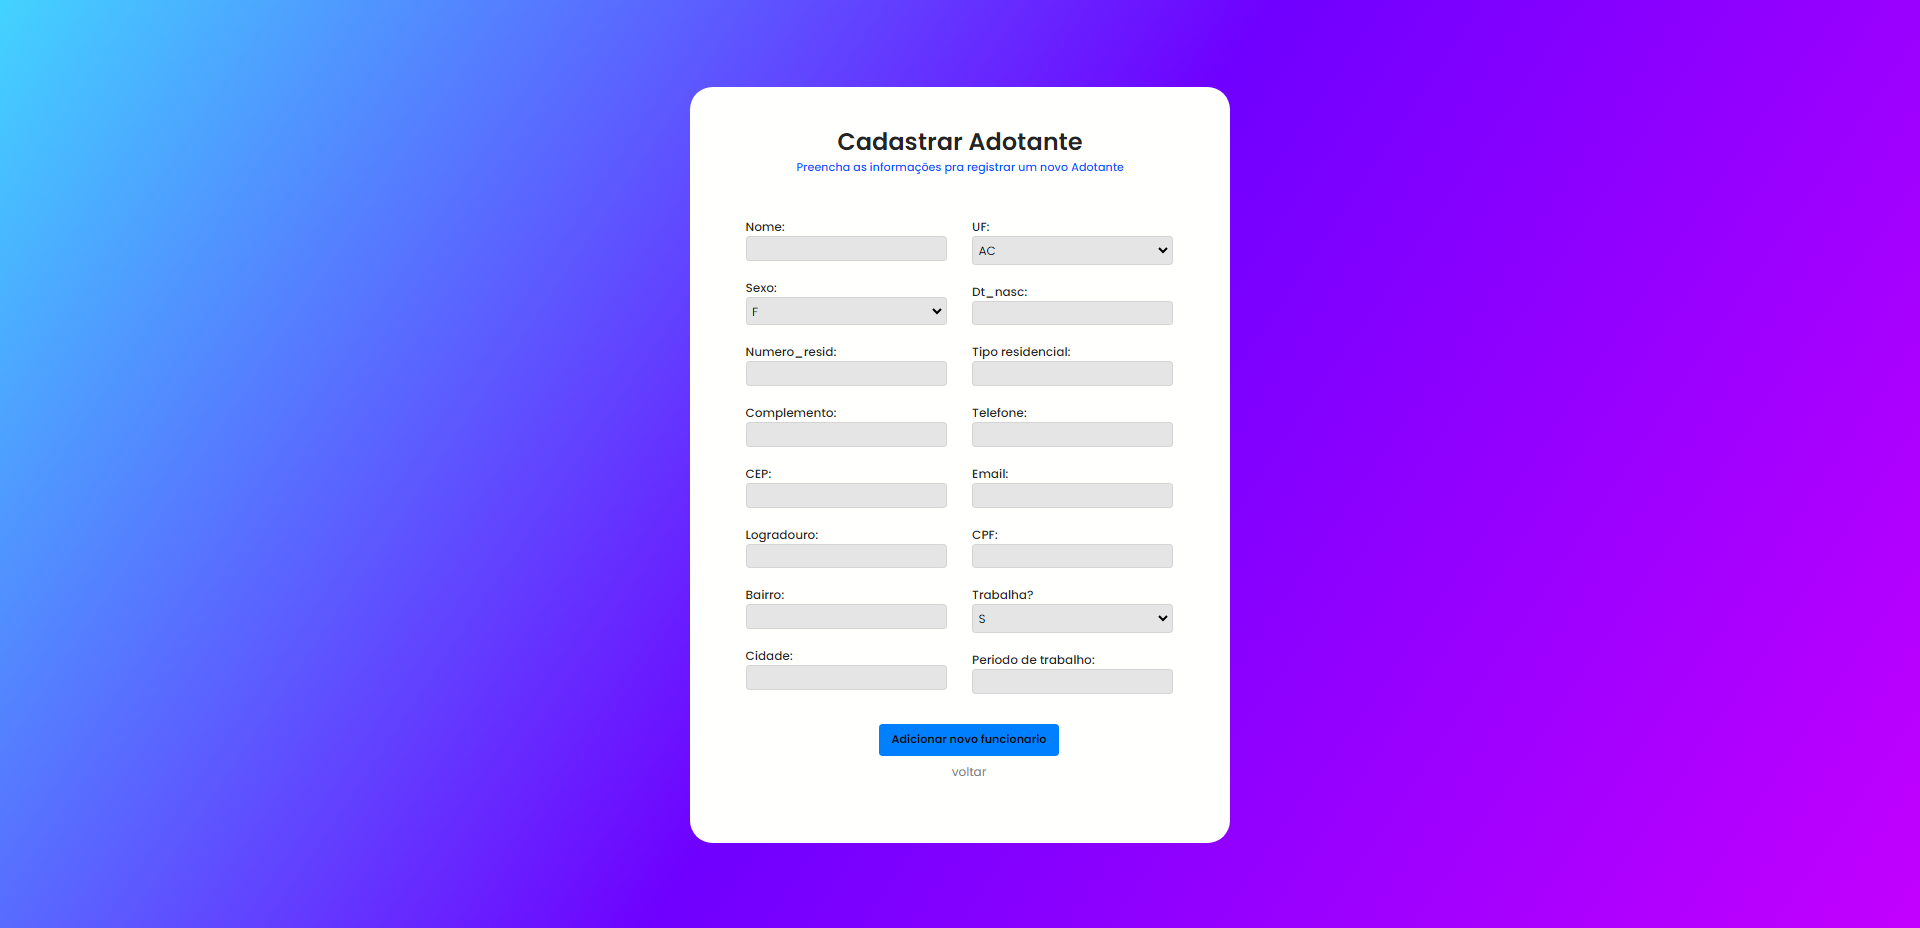 Cadastrar Adotante
Preencha as informações pra registrar um novo Adotante
Nome:
UF:
AC
Sexo:
F
Dt_nasc:
Numero_resid:
Tipo residencial:
Complemento:
Telefone:
CEP:
Email:
Logradouro:
CPF:
Bairro:
Trabalha?
S
Cidade:
Periodo de trabalho:
Adicionar novo funcionario
voltar